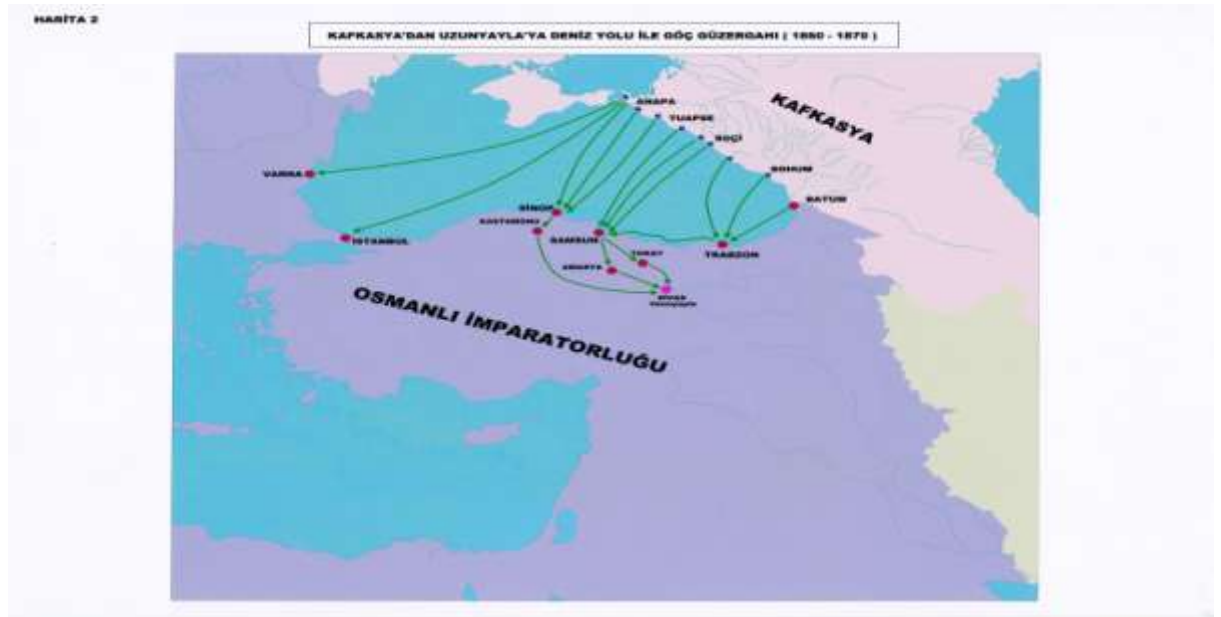 HARİTA 2
KAFKASYA'DAN UZUNYAYLA'YA DENİZ YOLU İLE GÖÇ GÜZERGAHI ( 1860 - 1870 )
ANAPA
TUAPSE
SOÇİ
KAFKASYA
SOHUM
BATUM
VARNA
İSTANBUL
SİNOP
KASTAMONU
SAMSUN
TOKAT
AMASYA
TRABZON
SİVAS
OSMANLI İMPARATORLUĞU